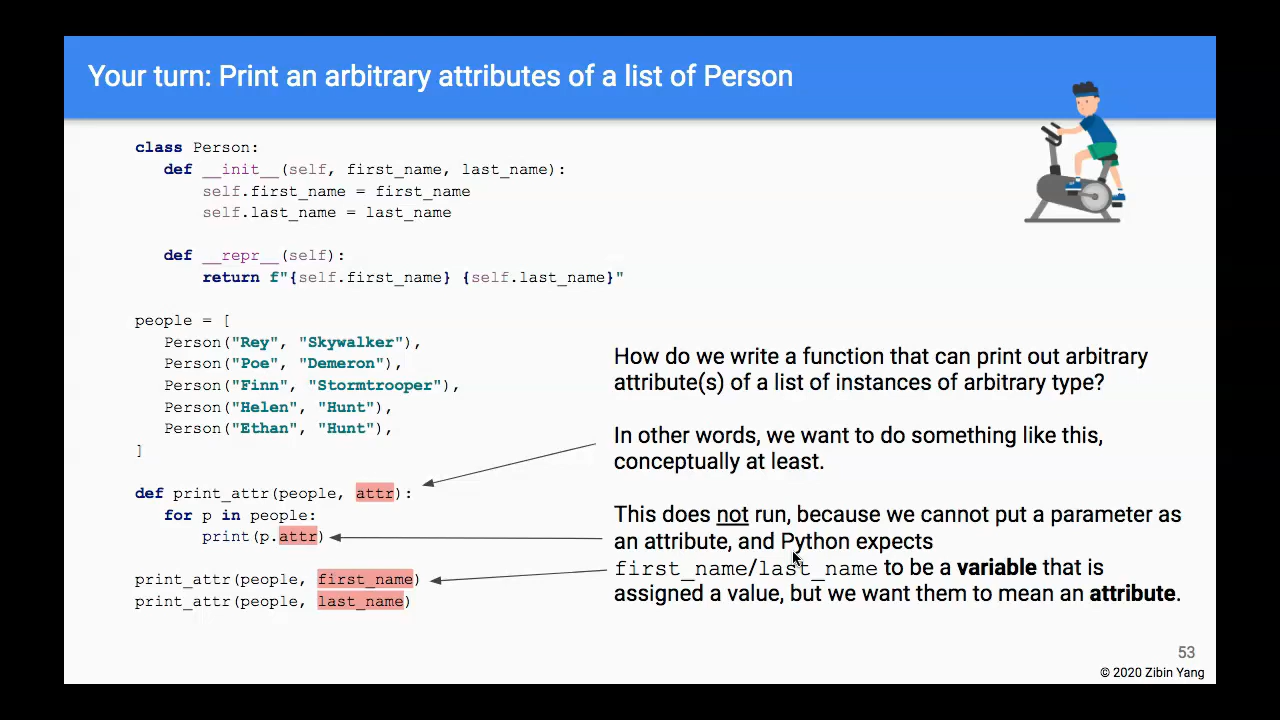 Your turn: Print an arbitrary attributes of a list of Person
class Person:
    def __init__(self, first_name, last_name):
        self.first_name = first_name
        self.last_name = last_name
    def __repr__(self):
        return f"{self.first_name} {self.last_name}"
people = [
    Person("Rey", "Skywalker"),
    Person("Poe", "Demeron"),
    Person("Finn", "Stormtrooper"),
    Person("Helen", "Hunt"),
    Person("Ethan", "Hunt"),
]
def print_attr(people, attr):
    for p in people:
        print(p.attr)
print_attr(people, first_name)
print_attr(people, last_name)
How do we write a function that can print out arbitrary
attribute(s) of a list of instances of arbitrary type?
In other words, we want to do something like this,
conceptually at least.
This does not run, because we cannot put a parameter as
an attribute, and Python expects
first_name/last_name to be a variable that is
assigned a value, but we want them to mean an attribute.
53
© 2020 Zibin Yang